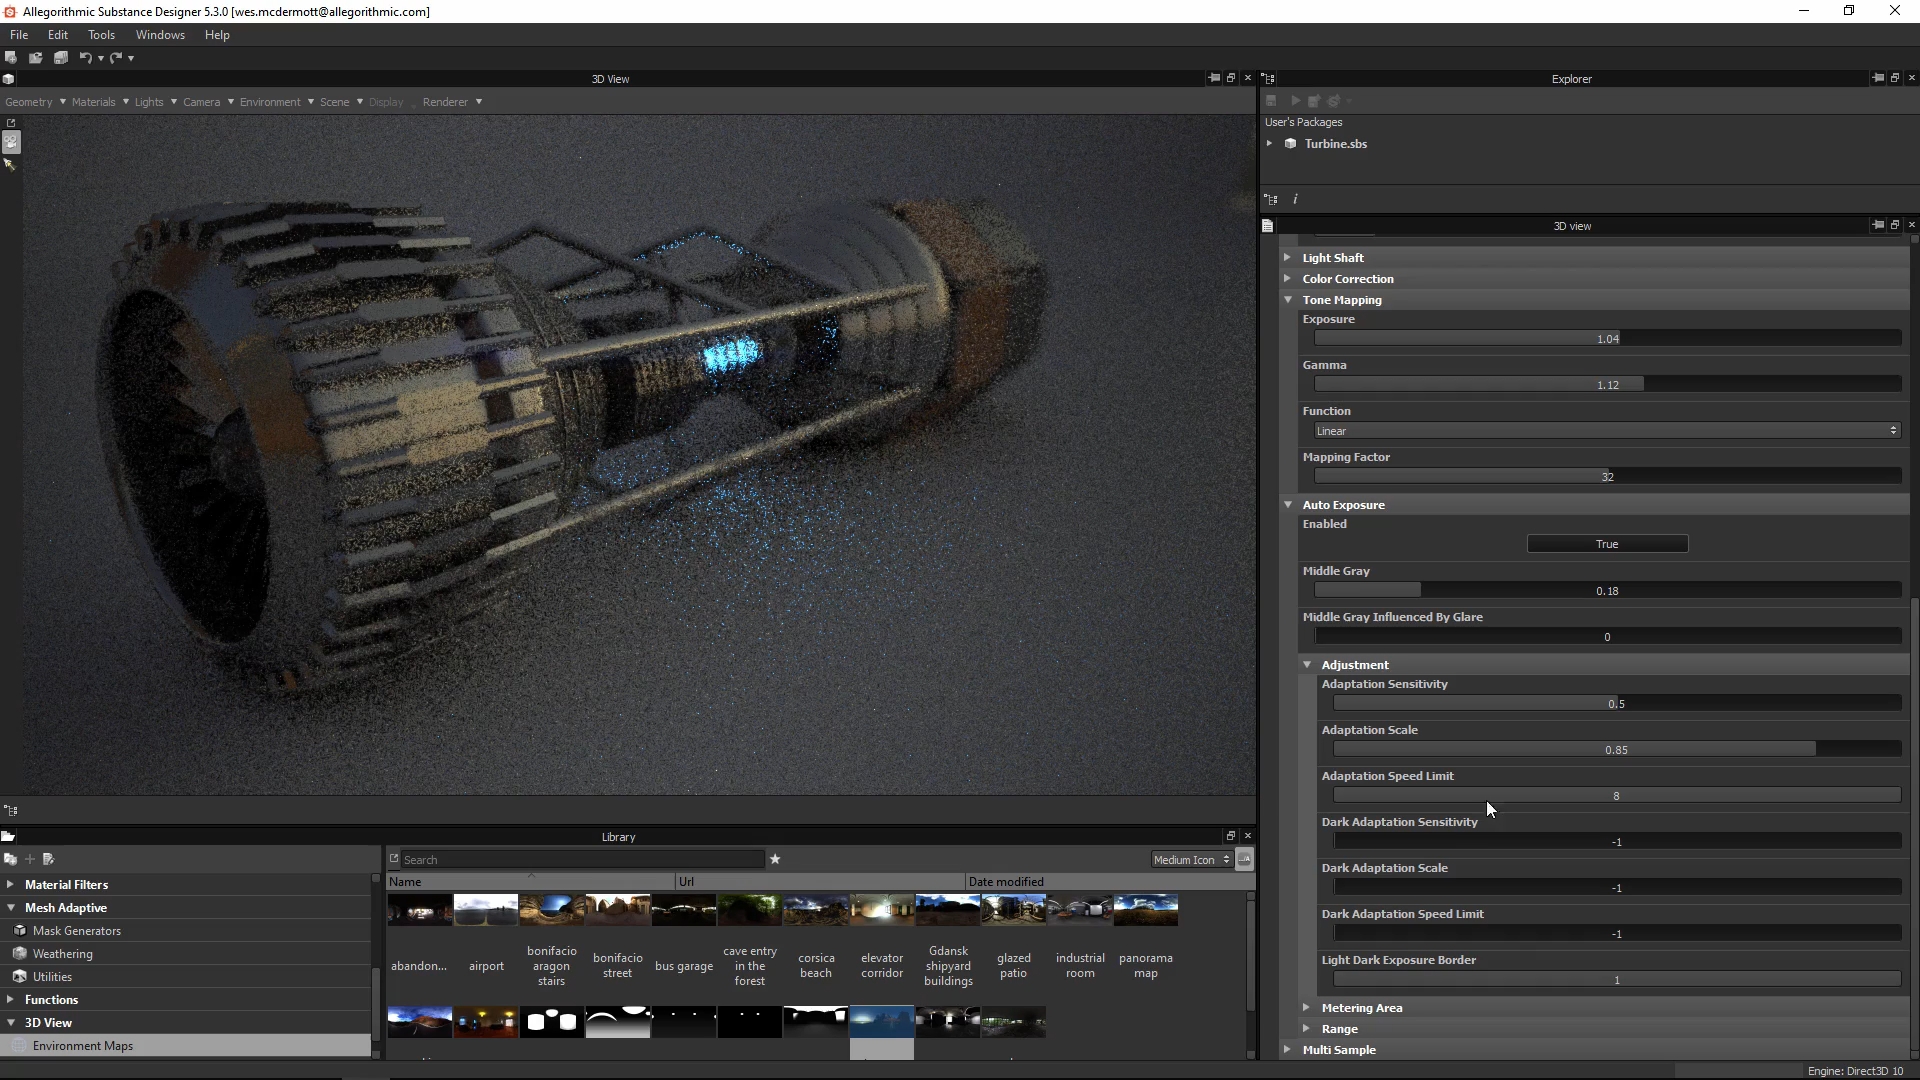 Allegorithmic Substance Designer 5.3.0 [wes.mcdermott@allegorithmic.com]
File Edit Tools Windows Help
3D View
Geometry Materials Lights Camera Environment Scene Display Renderer
Explorer
User's Packages
Turbine.sbs
i
3D view
Light Shaft
Color Correction
Tone Mapping
Exposure
1.04
Gamma
1.12
Function
Linear
Mapping Factor
32
Auto Exposure
Enabled
True
Middle Gray
0.18
Middle Gray Influenced By Glare
0
Adjustment
Adaptation Sensitivity
0.5
Adaptation Scale
0.85
Adaptation Speed Limit
8
Dark Adaptation Sensitivity
-1
Dark Adaptation Scale
-1
Dark Adaptation Speed Limit
-1
Light Dark Exposure Border
1
Metering Area
Range
Multi Sample
Library
Search
Medium Icon
Name Url Date modified
Material Filters
Mesh Adaptive
Mask Generators
Weathering
Utilities
Functions
3D View
Environment Maps
abandon...
airport
bonifacio aragon stairs
bonifacio street
bus garage
cave entry in the forest
corsica beach
elevator corridor
Gdansk shipyard buildings
glazed patio
industrial room
panorama map
Engine: Direct3D 10